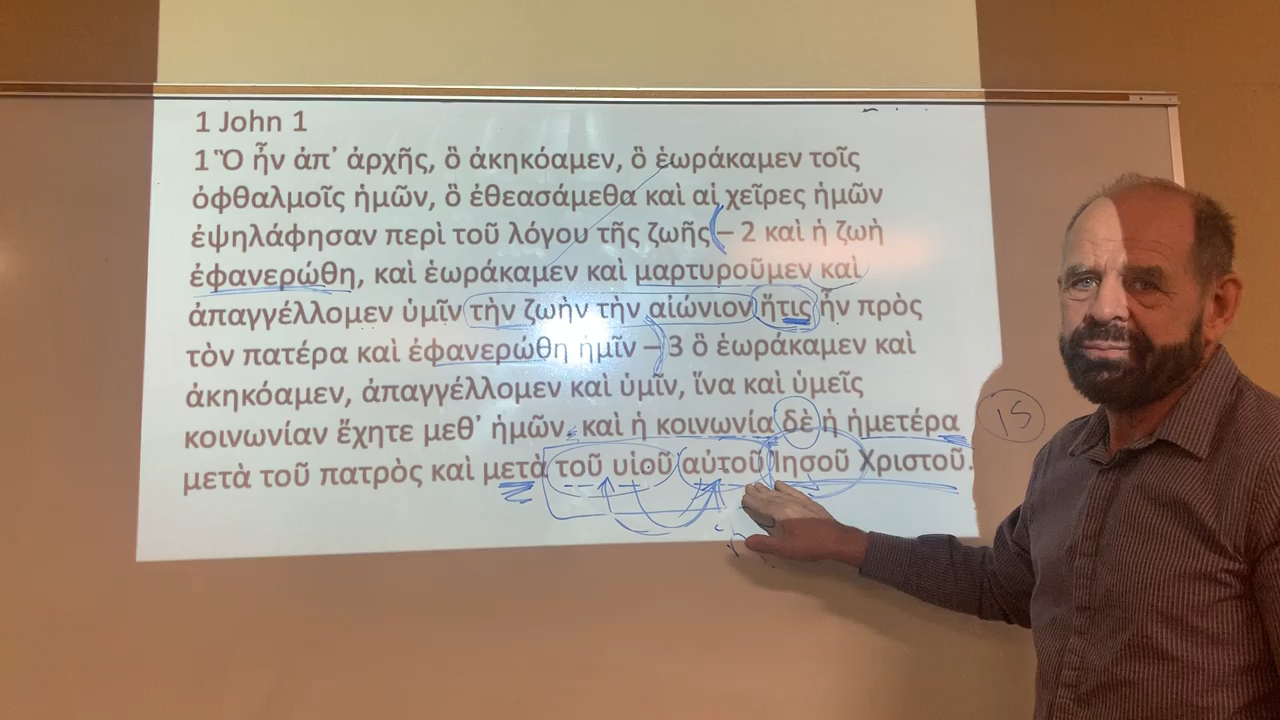 1 John 1
1 Ὃ ἦν ἀπ᾽ ἀρχῆς, ὃ ἀκηκόαμεν, ὃ ἑωράκαμεν τοῖς
ὀφθαλμοῖς ἡμῶν, ὃ ἐθεασάμεθα καὶ αἱ χεῖρες ἡμῶν
ἐψηλάφησαν περὶ τοῦ λόγου τῆς ζωῆς – 2 καὶ ἡ ζωὴ
ἐφανερώθη, καὶ ἑωράκαμεν καὶ μαρτυροῦμεν καὶ
ἀπαγγέλλομεν ὑμῖν τὴν ζωὴν τὴν αἰώνιον ἥτις ἦν πρὸς
τὸν πατέρα καὶ ἐφανερώθη ἡμῖν – 3 ὃ ἑωράκαμεν καὶ
ἀκηκόαμεν, ἀπαγγέλλομεν καὶ ὑμῖν, ἵνα καὶ ὑμεῖς
κοινωνίαν ἔχητε μεθ᾽ ἡμῶν. καὶ ἡ κοινωνία δὲ ἡ ἡμετέρα
μετὰ τοῦ πατρὸς καὶ μετὰ τοῦ υἱοῦ αὐτοῦ Ἰησοῦ Χριστοῦ.
15